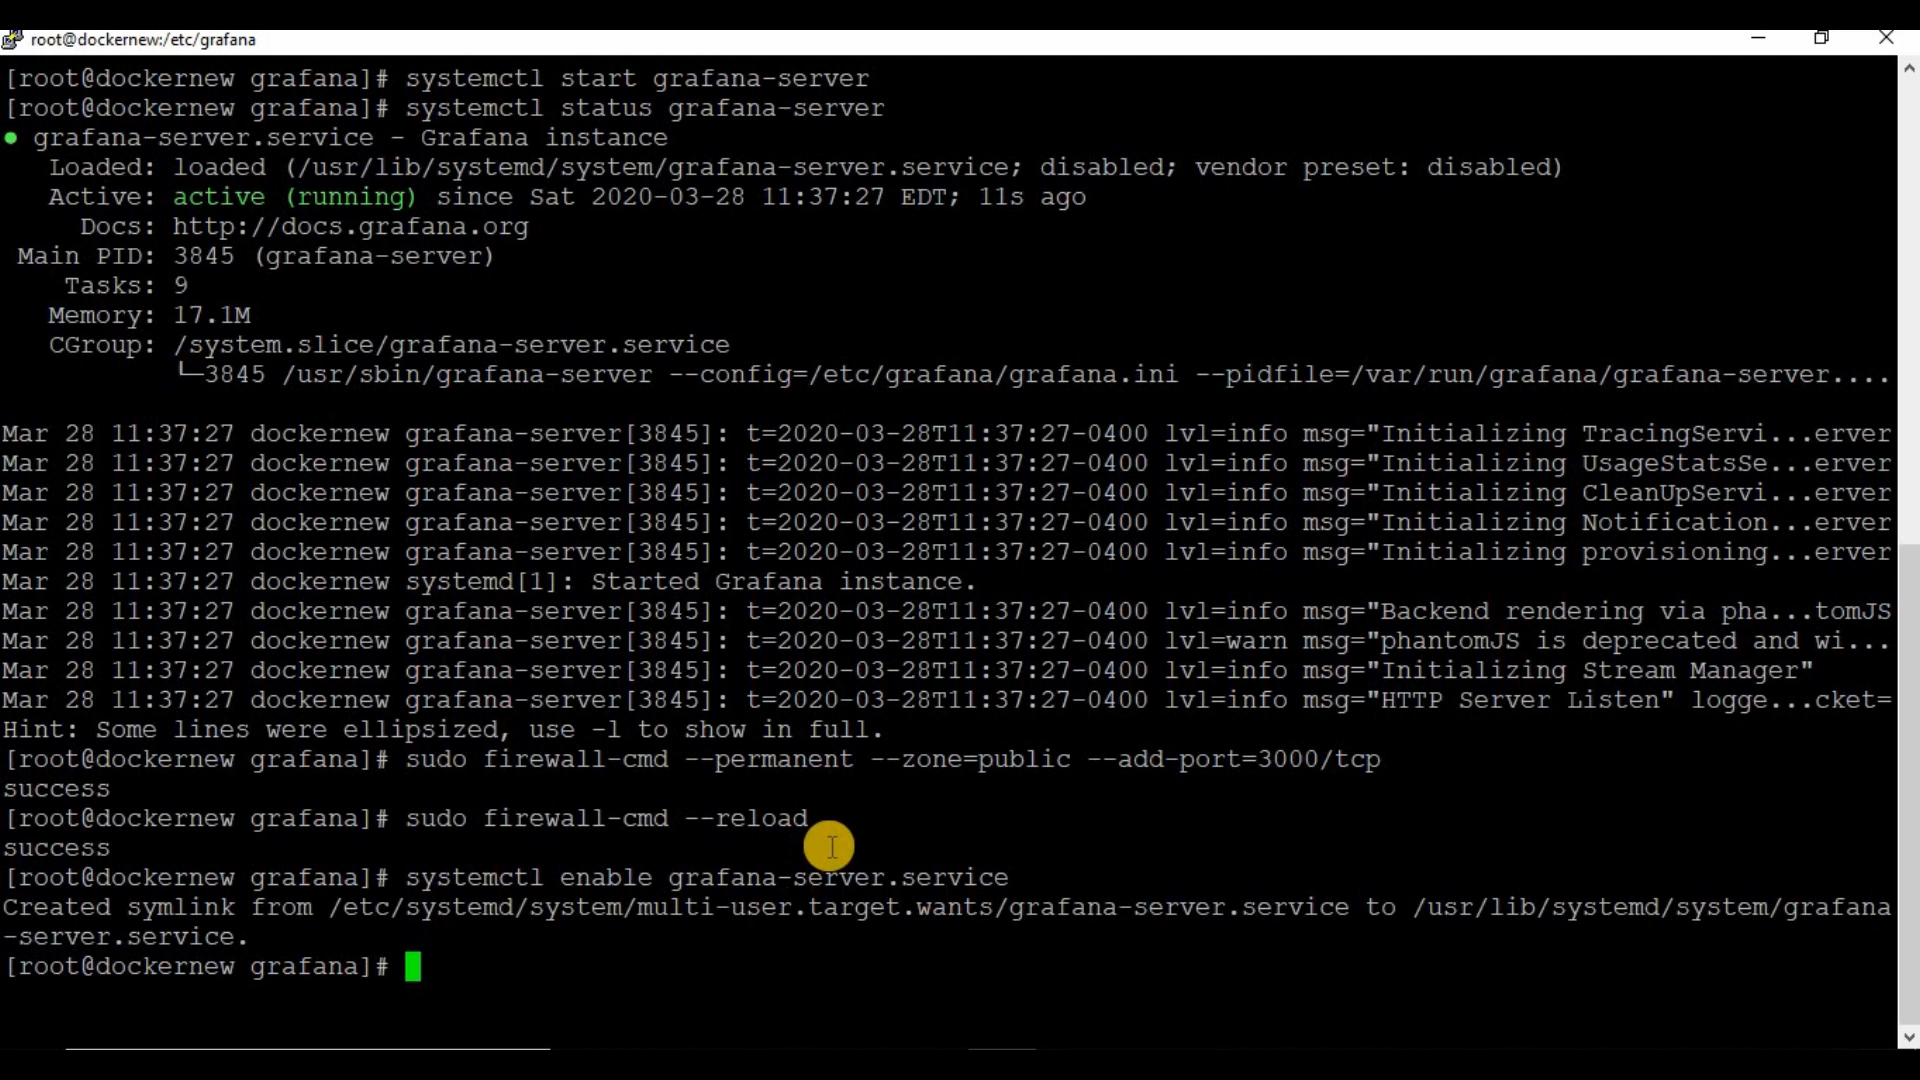 root@dockernew:/etc/grafana
[root@dockernew grafana]# systemctl start grafana-server
[root@dockernew grafana]# systemctl status grafana-server
● grafana-server.service - Grafana instance
   Loaded: loaded (/usr/lib/systemd/system/grafana-server.service; disabled; vendor preset: disabled)
   Active: active (running) since Sat 2020-03-28 11:37:27 EDT; 11s ago
     Docs: http://docs.grafana.org
 Main PID: 3845 (grafana-server)
    Tasks: 9
   Memory: 17.1M
   CGroup: /system.slice/grafana-server.service
           └─3845 /usr/sbin/grafana-server --config=/etc/grafana/grafana.ini --pidfile=/var/run/grafana/grafana-server....
Mar 28 11:37:27 dockernew grafana-server[3845]: t=2020-03-28T11:37:27-0400 lvl=info msg="Initializing TracingServi...erver
Mar 28 11:37:27 dockernew grafana-server[3845]: t=2020-03-28T11:37:27-0400 lvl=info msg="Initializing UsageStatsSe...erver
Mar 28 11:37:27 dockernew grafana-server[3845]: t=2020-03-28T11:37:27-0400 lvl=info msg="Initializing CleanUpServi...erver
Mar 28 11:37:27 dockernew grafana-server[3845]: t=2020-03-28T11:37:27-0400 lvl=info msg="Initializing Notification...erver
Mar 28 11:37:27 dockernew grafana-server[3845]: t=2020-03-28T11:37:27-0400 lvl=info msg="Initializing provisioning...erver
Mar 28 11:37:27 dockernew systemd[1]: Started Grafana instance.
Mar 28 11:37:27 dockernew grafana-server[3845]: t=2020-03-28T11:37:27-0400 lvl=info msg="Backend rendering via pha...tomJS
Mar 28 11:37:27 dockernew grafana-server[3845]: t=2020-03-28T11:37:27-0400 lvl=warn msg="phantomJS is deprecated and wi...
Mar 28 11:37:27 dockernew grafana-server[3845]: t=2020-03-28T11:37:27-0400 lvl=info msg="Initializing Stream Manager"
Mar 28 11:37:27 dockernew grafana-server[3845]: t=2020-03-28T11:37:27-0400 lvl=info msg="HTTP Server Listen" logge...cket=
Hint: Some lines were ellipsized, use -l to show in full.
[root@dockernew grafana]# sudo firewall-cmd --permanent --zone=public --add-port=3000/tcp
success
[root@dockernew grafana]# sudo firewall-cmd --reload
success
[root@dockernew grafana]# systemctl enable grafana-server.service
Created symlink from /etc/systemd/system/multi-user.target.wants/grafana-server.service to /usr/lib/systemd/system/grafana
-server.service.
[root@dockernew grafana]#